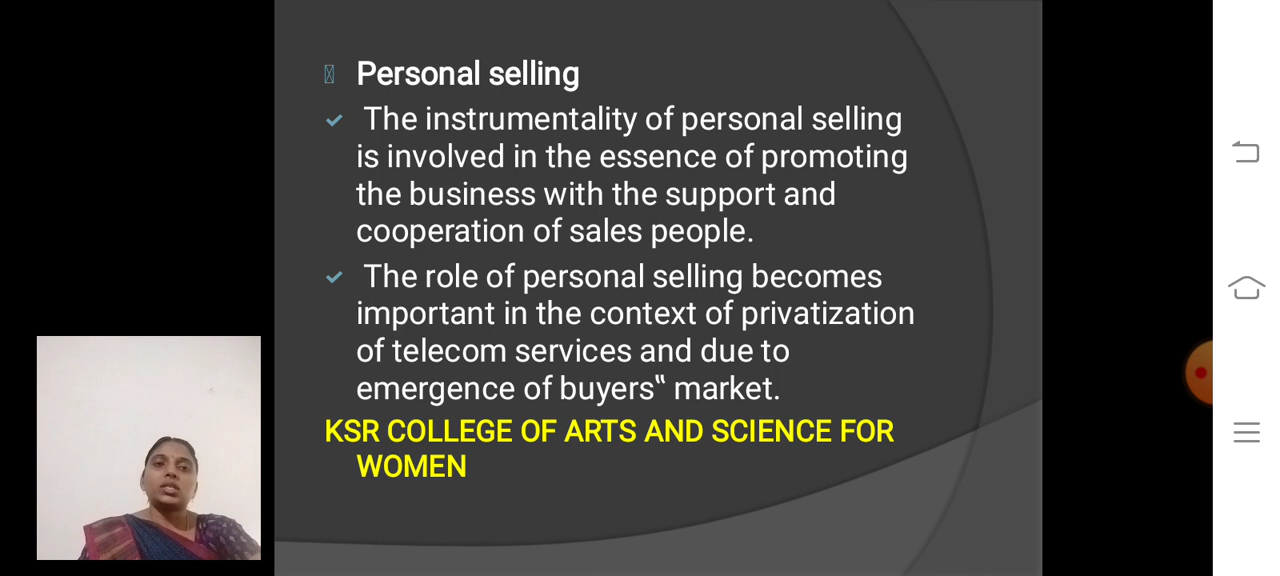 Personal selling
The instrumentality of personal selling
is involved in the essence of promoting
the business with the support and
cooperation of sales people.
The role of personal selling becomes
important in the context of privatization
of telecom services and due to
emergence of buyers‟ market.
KSR COLLEGE OF ARTS AND SCIENCE FOR
WOMEN